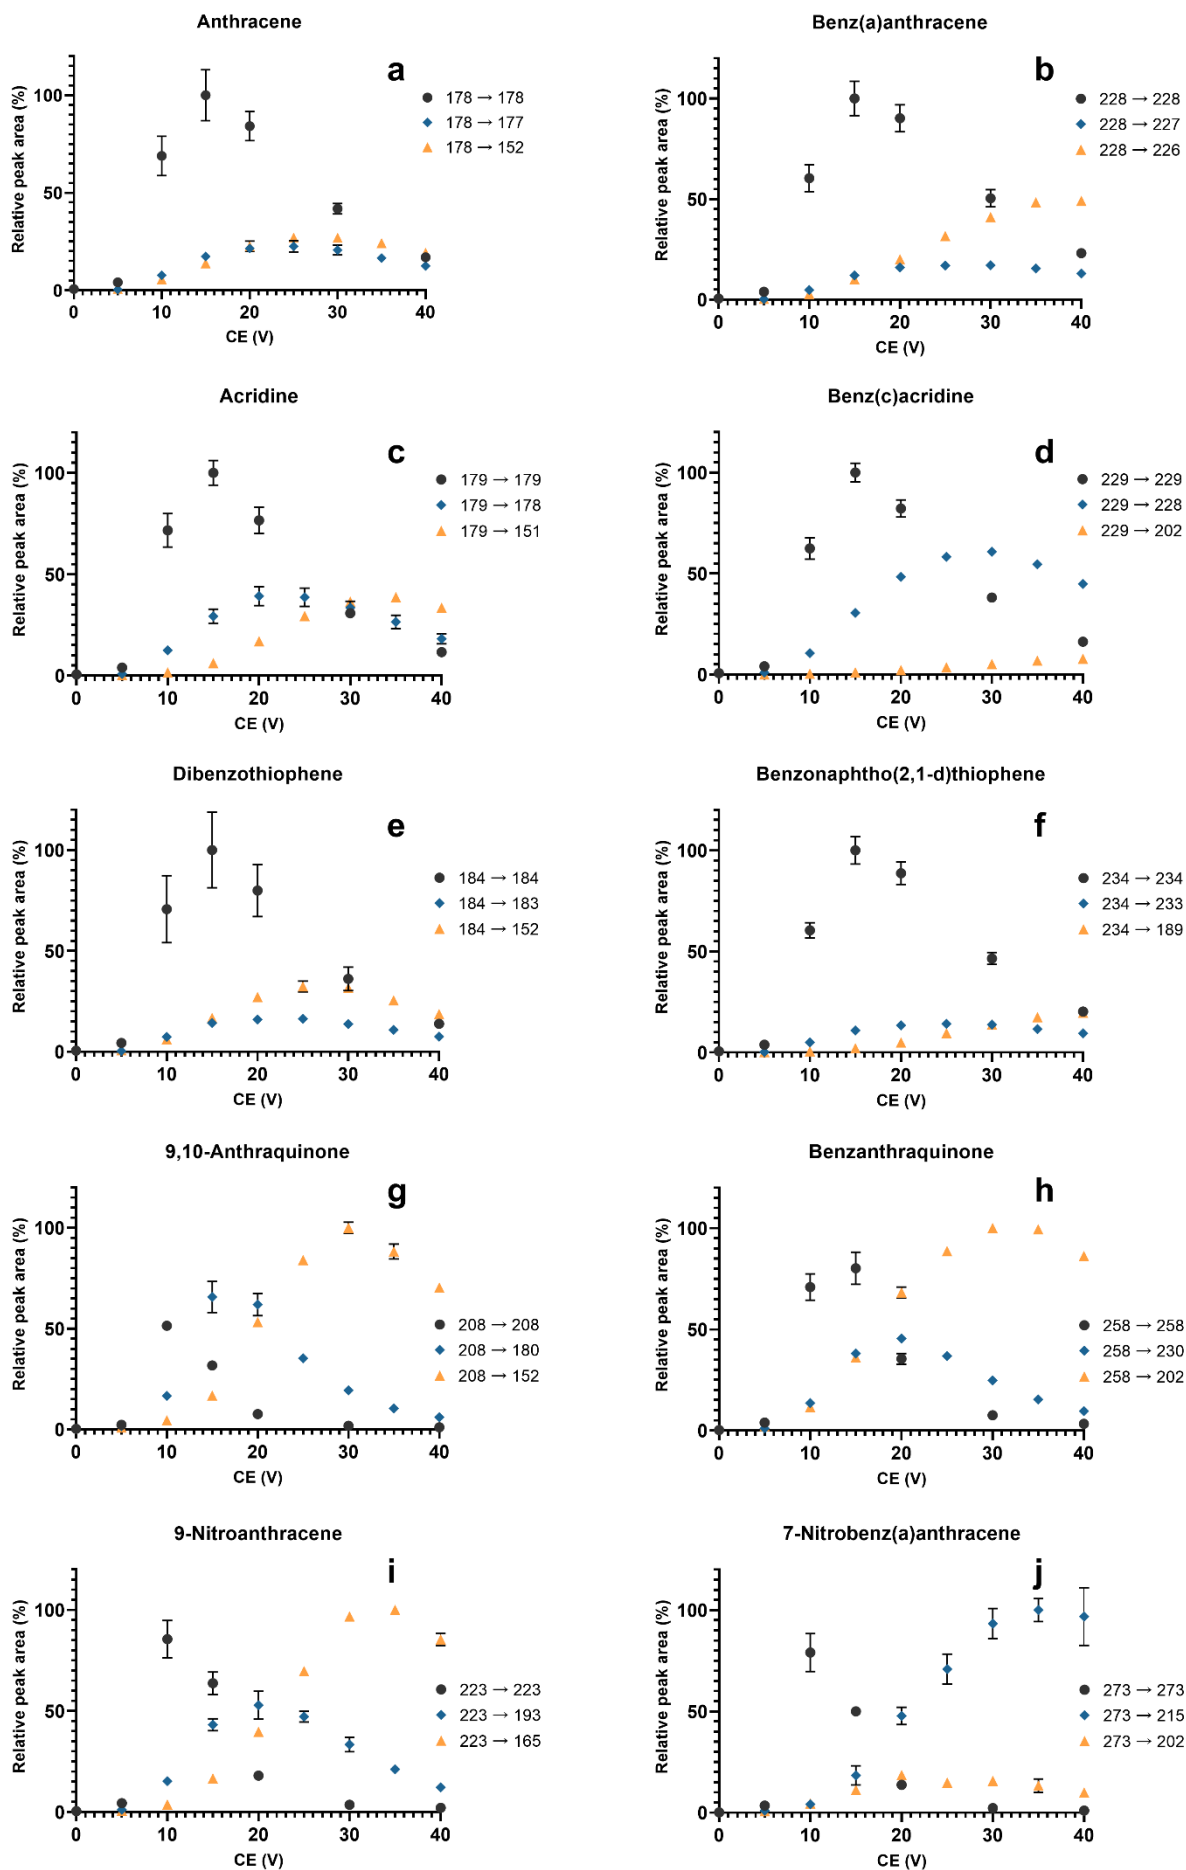 Anthracene
a
Relative peak area (%)
100
50
0
0 10 20 30 40
CE (V)
178 → 178
178 → 177
178 → 152
Benz(a)anthracene
b
Relative peak area (%)
100
50
0
0 10 20 30 40
CE (V)
228 → 228
228 → 227
228 → 226
Acridine
c
Relative peak area (%)
100
50
0
0 10 20 30 40
CE (V)
179 → 179
179 → 178
179 → 151
Benz(c)acridine
d
Relative peak area (%)
100
50
0
0 10 20 30 40
CE (V)
229 → 229
229 → 228
229 → 202
Dibenzothiophene
e
Relative peak area (%)
100
50
0
0 10 20 30 40
CE (V)
184 → 184
184 → 183
184 → 152
Benzonaphtho(2,1-d)thiophene
f
Relative peak area (%)
100
50
0
0 10 20 30 40
CE (V)
234 → 234
234 → 233
234 → 189
9,10-Anthraquinone
g
Relative peak area (%)
100
50
0
0 10 20 30 40
CE (V)
208 → 208
208 → 180
208 → 152
Benzanthraquinone
h
Relative peak area (%)
100
50
0
0 10 20 30 40
CE (V)
258 → 258
258 → 230
258 → 202
9-Nitroanthracene
i
Relative peak area (%)
100
50
0
0 10 20 30 40
CE (V)
223 → 223
223 → 193
223 → 165
7-Nitrobenz(a)anthracene
j
Relative peak area (%)
100
50
0
0 10 20 30 40
CE (V)
273 → 273
273 → 215
273 → 202